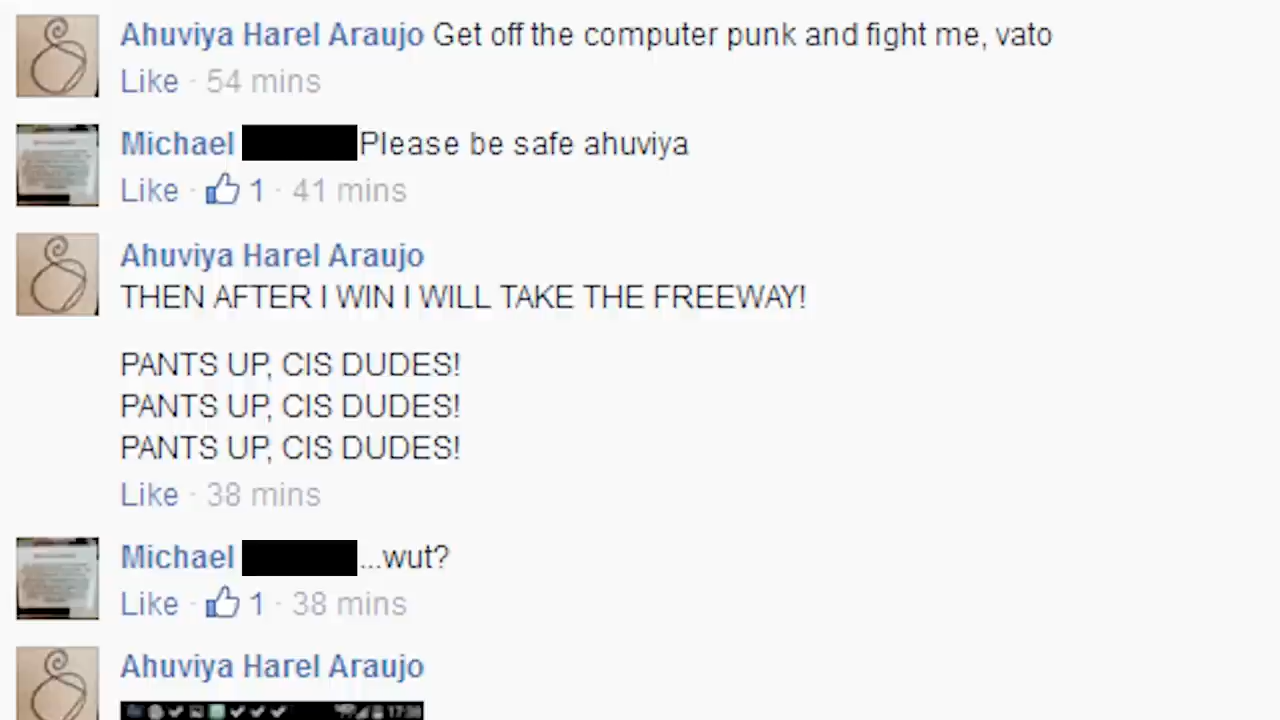 Ahuviya Harel Araujo Get off the computer punk and fight me, vato
Like · 54 mins
Michael Please be safe ahuviya
Like · 1 · 41 mins
Ahuviya Harel Araujo
THEN AFTER I WIN I WILL TAKE THE FREEWAY!
PANTS UP, CIS DUDES!
PANTS UP, CIS DUDES!
PANTS UP, CIS DUDES!
Like · 38 mins
Michael ...wut?
Like · 1 · 38 mins
Ahuviya Harel Araujo
17:38